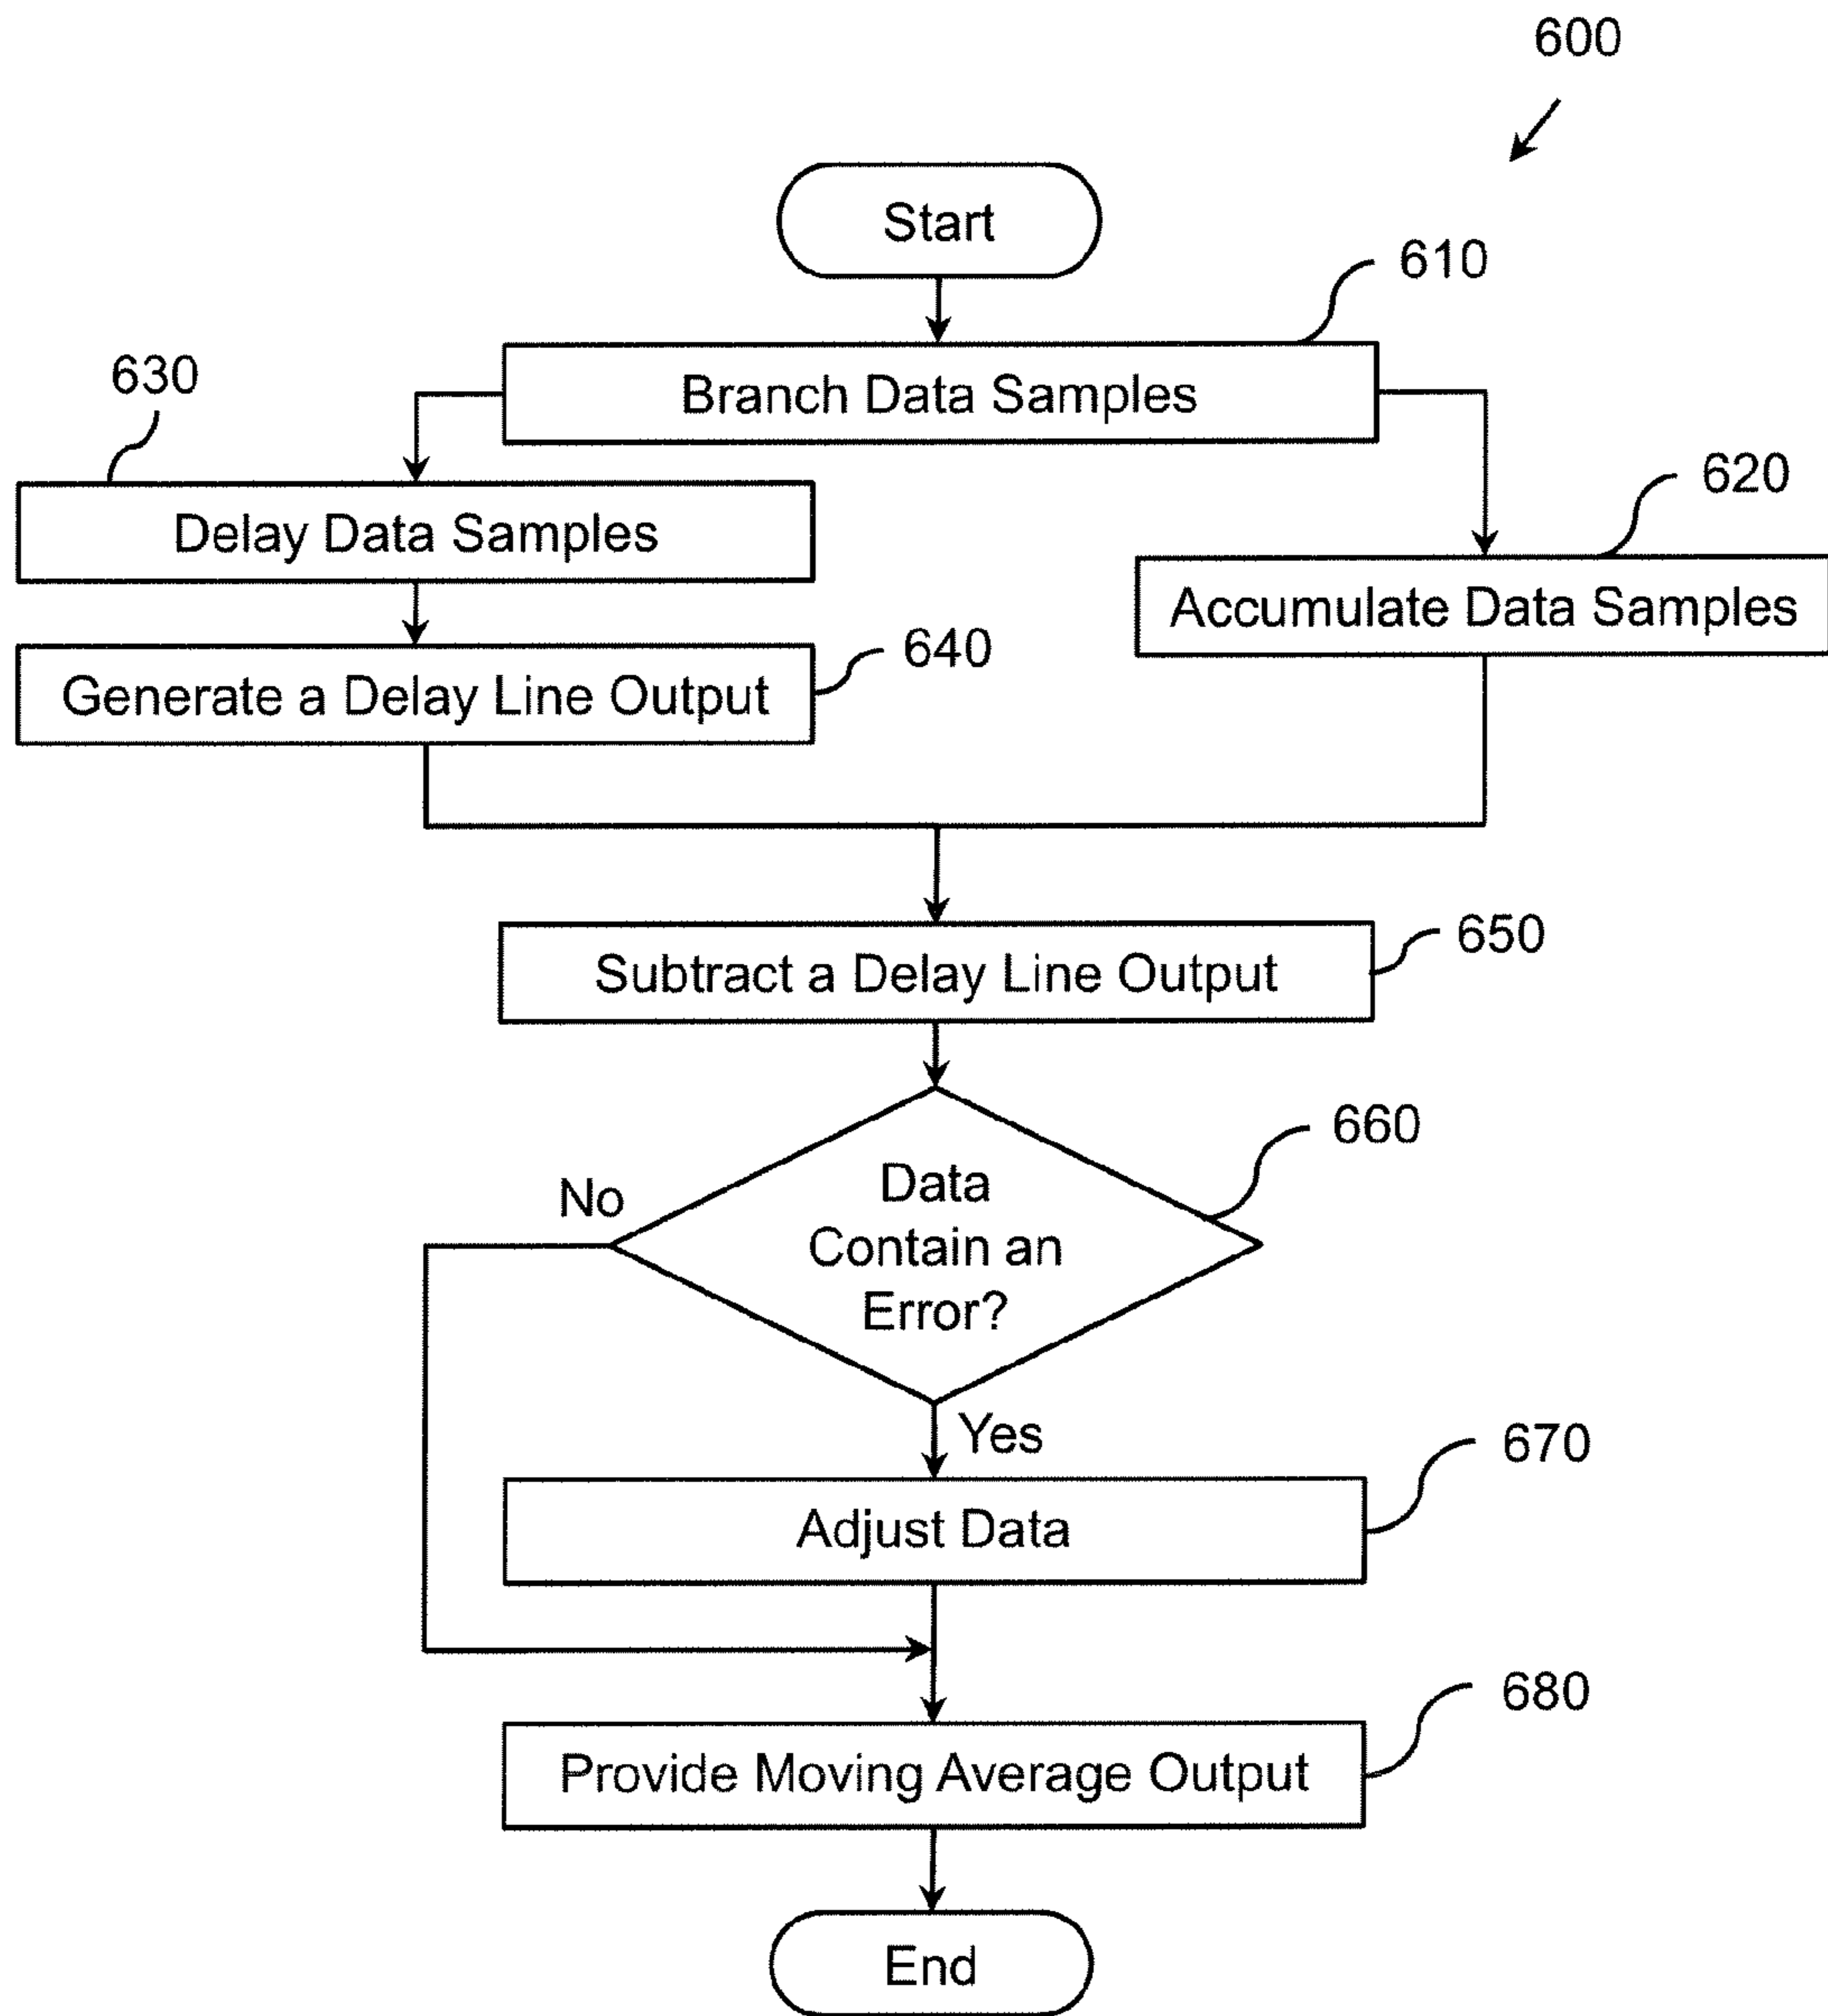 600
Start
610
Branch Data Samples
630
Delay Data Samples
620
Accumulate Data Samples
640
Generate a Delay Line Output
650
Subtract a Delay Line Output
660
Data
Contain an
Error?
No
Yes
670
Adjust Data
680
Provide Moving Average Output
End